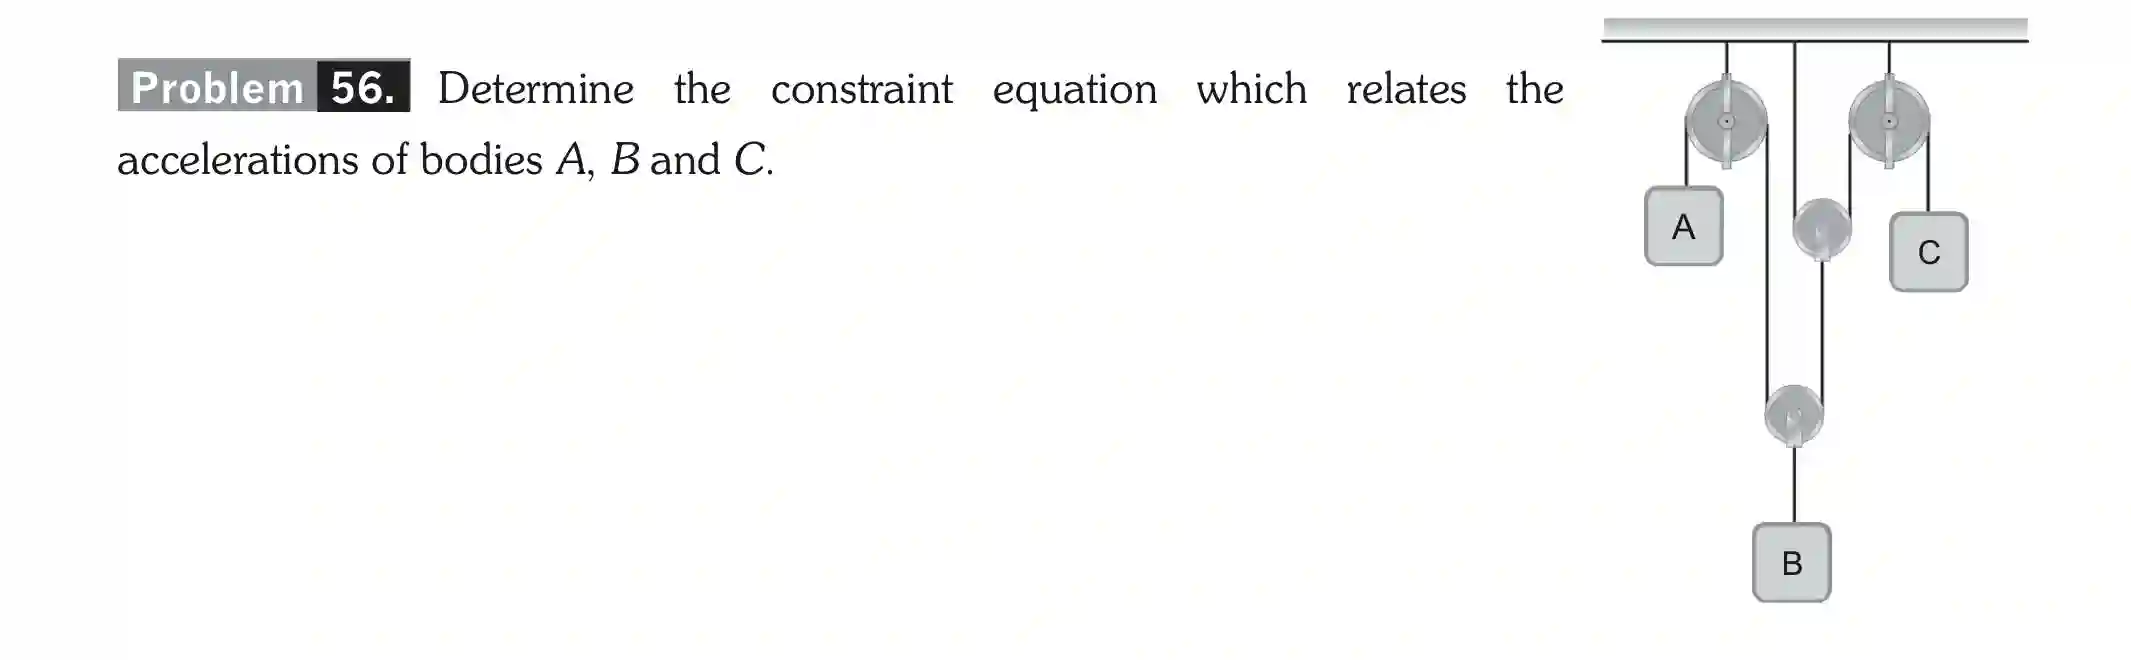 Problem 56. Determine the constraint equation which relates the
accelerations of bodies A, B and C.
A
C
B